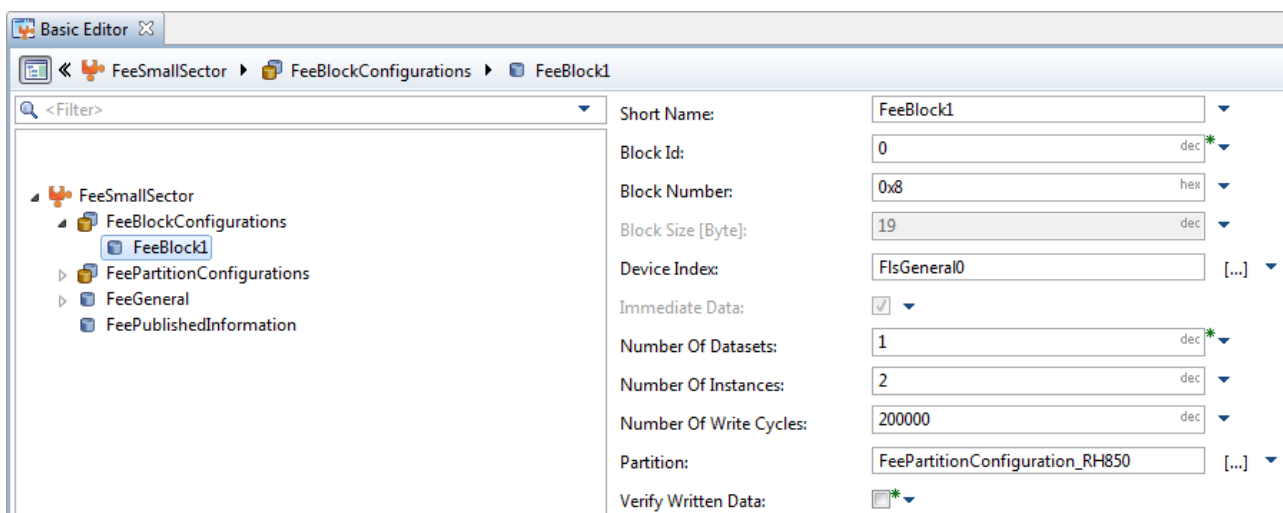 Basic Editor
FeeSmallSector FeeBlockConfigurations FeeBlock1
<Filter>
FeeSmallSector
FeeBlockConfigurations
FeeBlock1
FeePartitionConfigurations
FeeGeneral
FeePublishedInformation
Short Name: FeeBlock1
Block Id: 0 dec *
Block Number: 0x8 hex
Block Size [Byte]: 19 dec
Device Index: FlsGeneral0 [...]
Immediate Data:
Number Of Datasets: 1 dec *
Number Of Instances: 2 dec
Number Of Write Cycles: 200000 dec
Partition: FeePartitionConfiguration_RH850 [...]
Verify Written Data: *